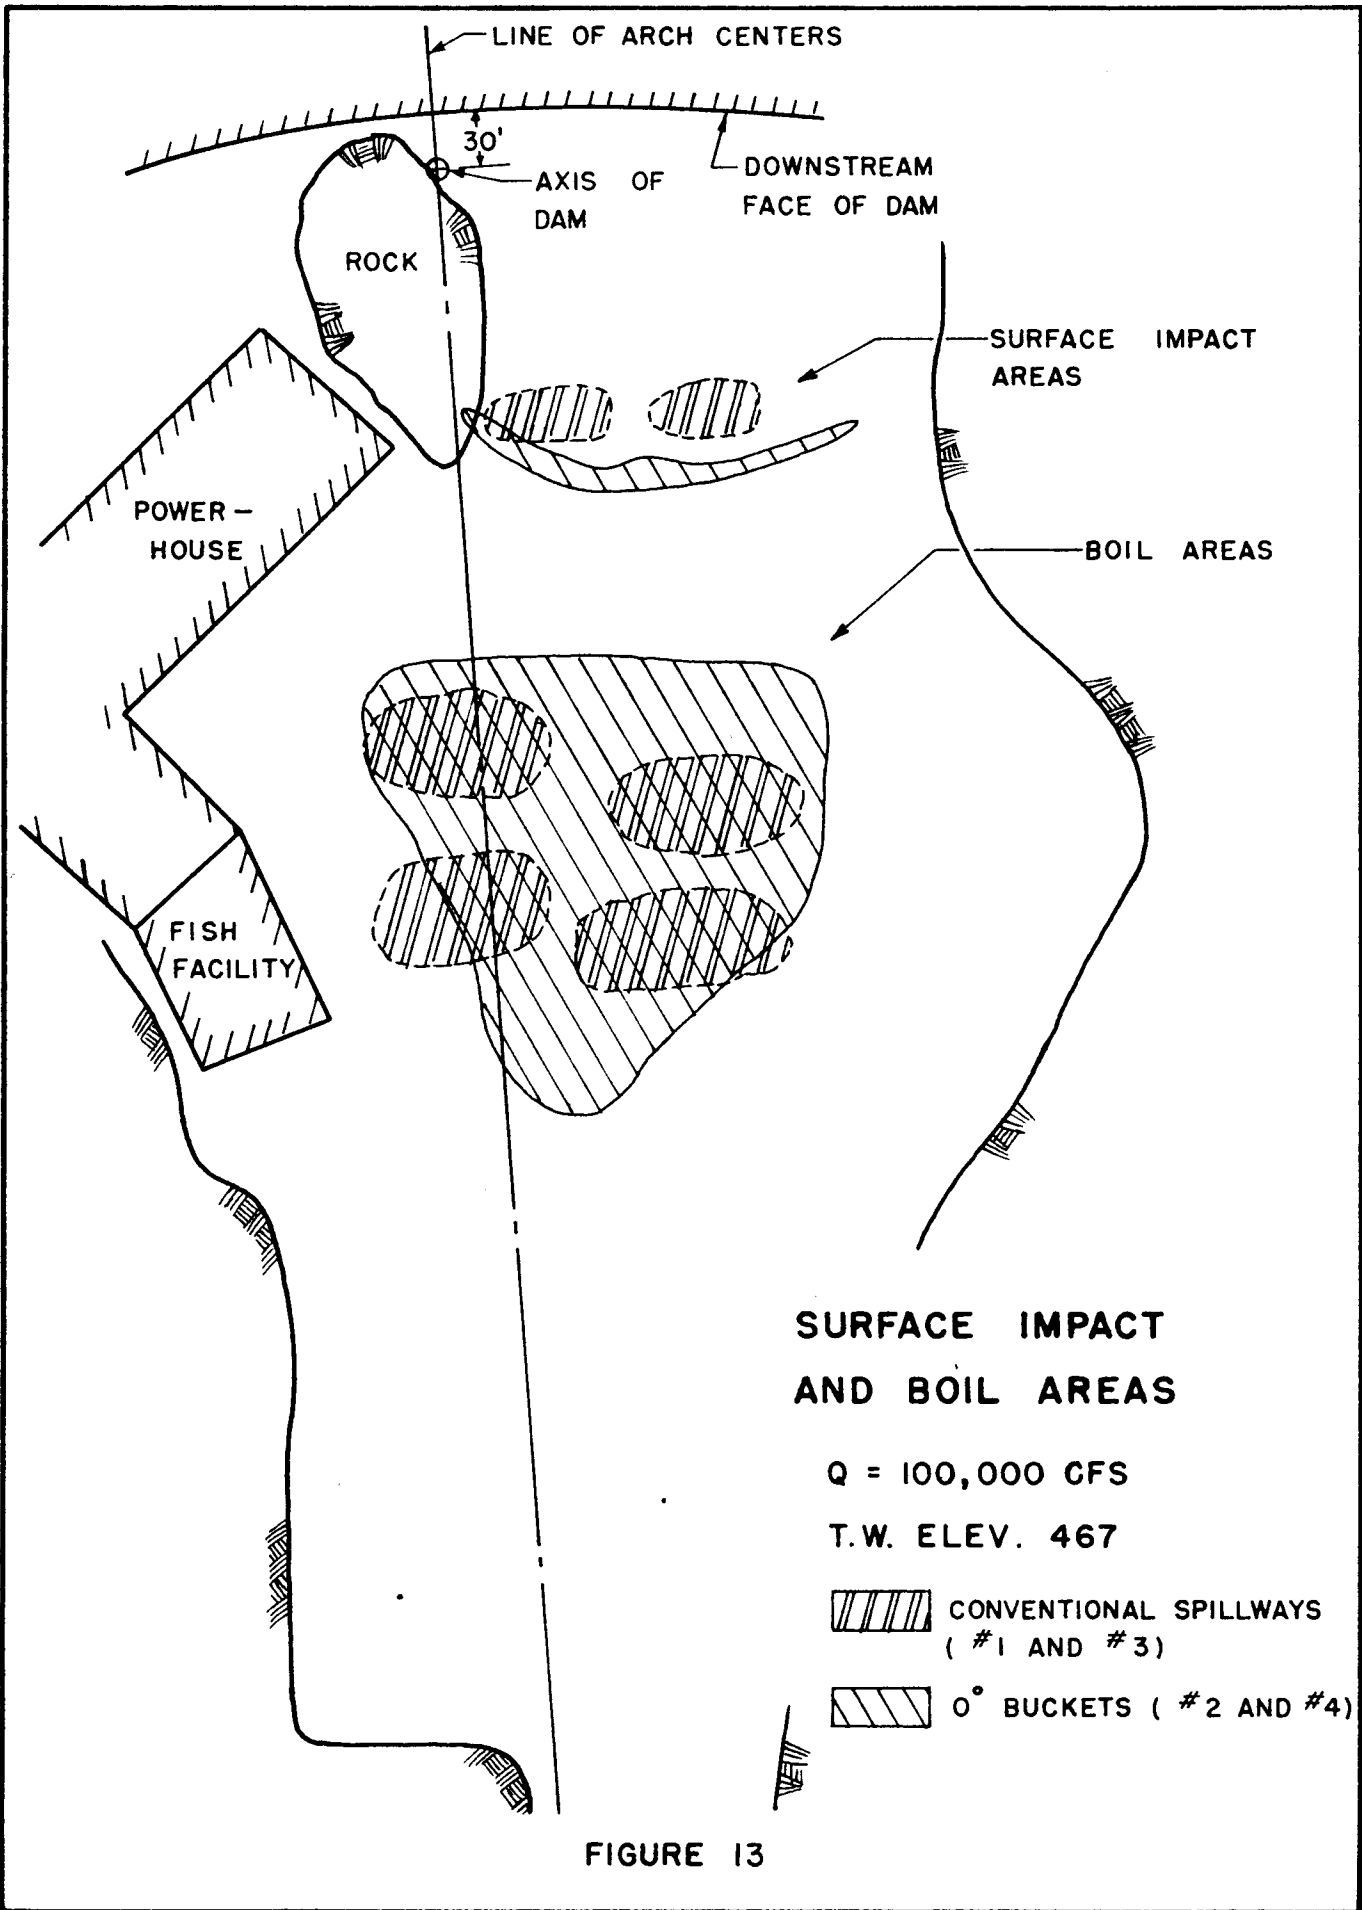 LINE OF ARCH CENTERS
30'
AXIS OF
DAM
DOWNSTREAM
FACE OF DAM
ROCK
SURFACE IMPACT
AREAS
POWER-
HOUSE
BOIL AREAS
FISH
FACILITY
SURFACE IMPACT
AND BOIL AREAS
Q = 100,000 CFS
T.W. ELEV. 467
CONVENTIONAL SPILLWAYS
( #1 AND #3)
0° BUCKETS ( #2 AND #4)
FIGURE 13